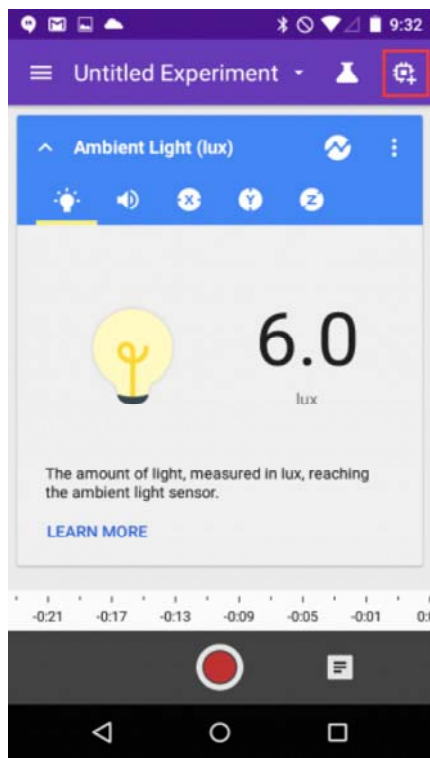 9:32
Untitled Experiment
Ambient Light (lux)
X Y Z
6.0
lux
The amount of light, measured in lux, reaching
the ambient light sensor.
LEARN MORE
-0:21 -0:17 -0:13 -0:09 -0:05 -0:01